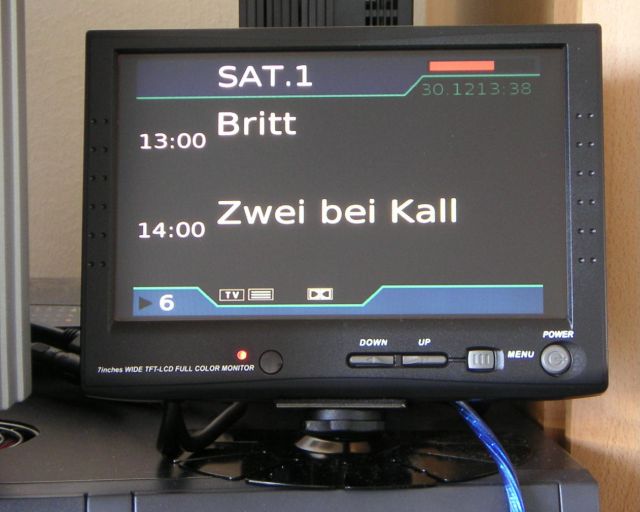 SAT.1
30.12 13:38
13:00 Britt
14:00 Zwei bei Kall
6 TV
DOWN UP MENU POWER
7inches WIDE TFT-LCD FULL COLOR MONITOR